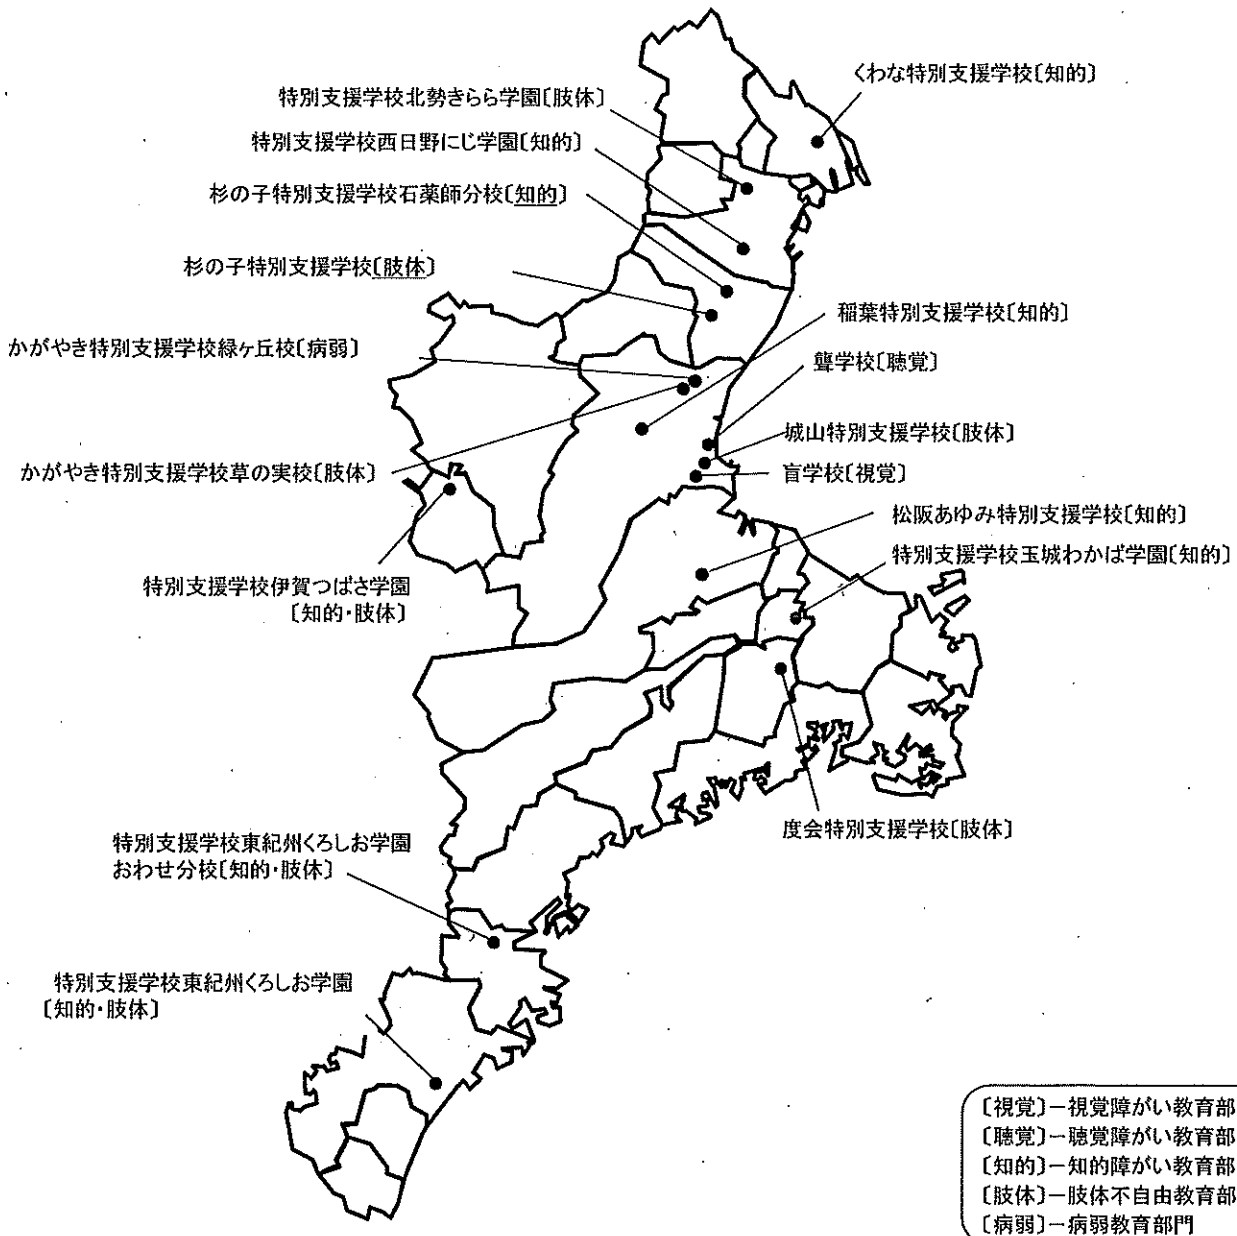 くわな特別支援学校〔知的〕
特別支援学校北勢きらら学園〔肢体〕
特別支援学校西日野にじ学園〔知的〕
杉の子特別支援学校石薬師分校〔知的〕
杉の子特別支援学校〔肢体〕
稲葉特別支援学校〔知的〕
かがやき特別支援学校緑ヶ丘校〔病弱〕
聾学校〔聴覚〕
城山特別支援学校〔肢体〕
かがやき特別支援学校草の実校〔肢体〕
盲学校〔視覚〕
松阪あゆみ特別支援学校〔知的〕
特別支援学校玉城わかば学園〔知的〕
特別支援学校伊賀つばさ学園
〔知的・肢体〕
度会特別支援学校〔肢体〕
特別支援学校東紀州くろしお学園
おわせ分校〔知的・肢体〕
特別支援学校東紀州くろしお学園
〔知的・肢体〕
〔視覚〕－視覚障がい教育部
〔聴覚〕－聴覚障がい教育部
〔知的〕－知的障がい教育部
〔肢体〕－肢体不自由教育部
〔病弱〕－病弱教育部門